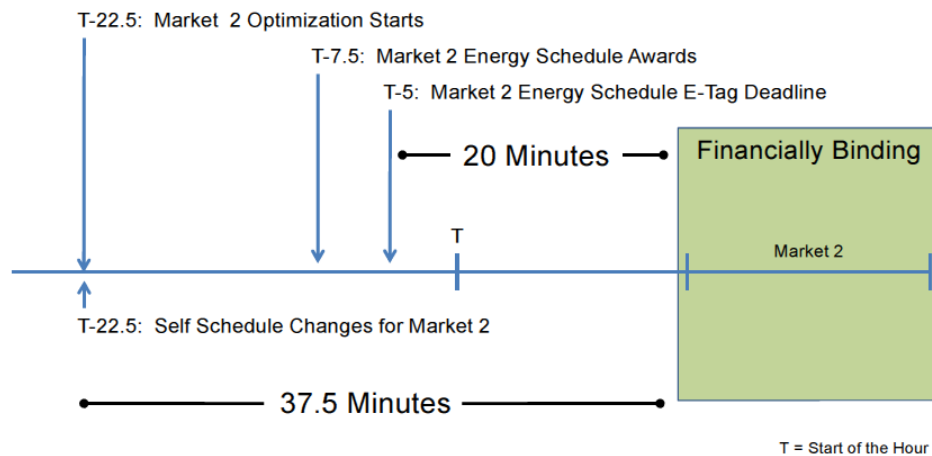 T-22.5: Market 2 Optimization Starts
T-7.5: Market 2 Energy Schedule Awards
T-5: Market 2 Energy Schedule E-Tag Deadline
20 Minutes
Financially Binding
T
Market 2
T-22.5: Self Schedule Changes for Market 2
37.5 Minutes
T = Start of the Hour